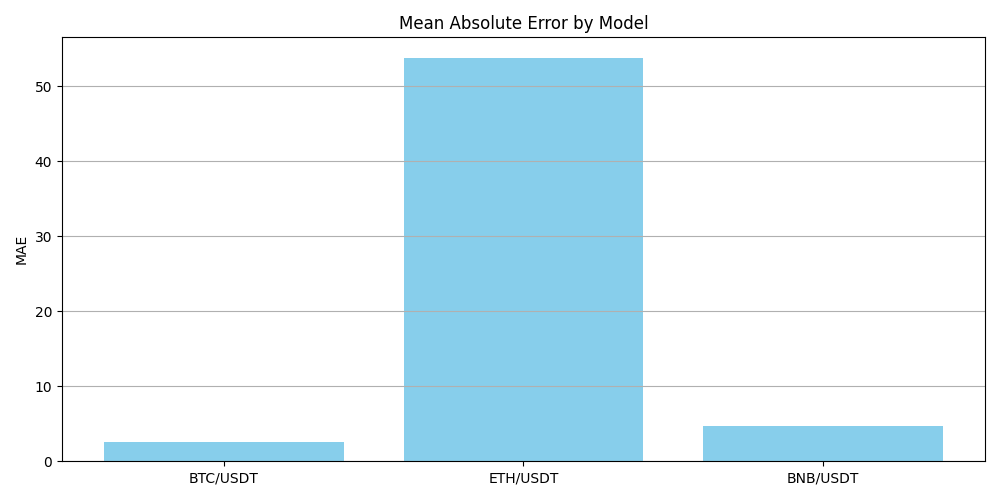 Mean Absolute Error by Model
MAE
50
40
30
20
10
0
BTC/USDT
ETH/USDT
BNB/USDT